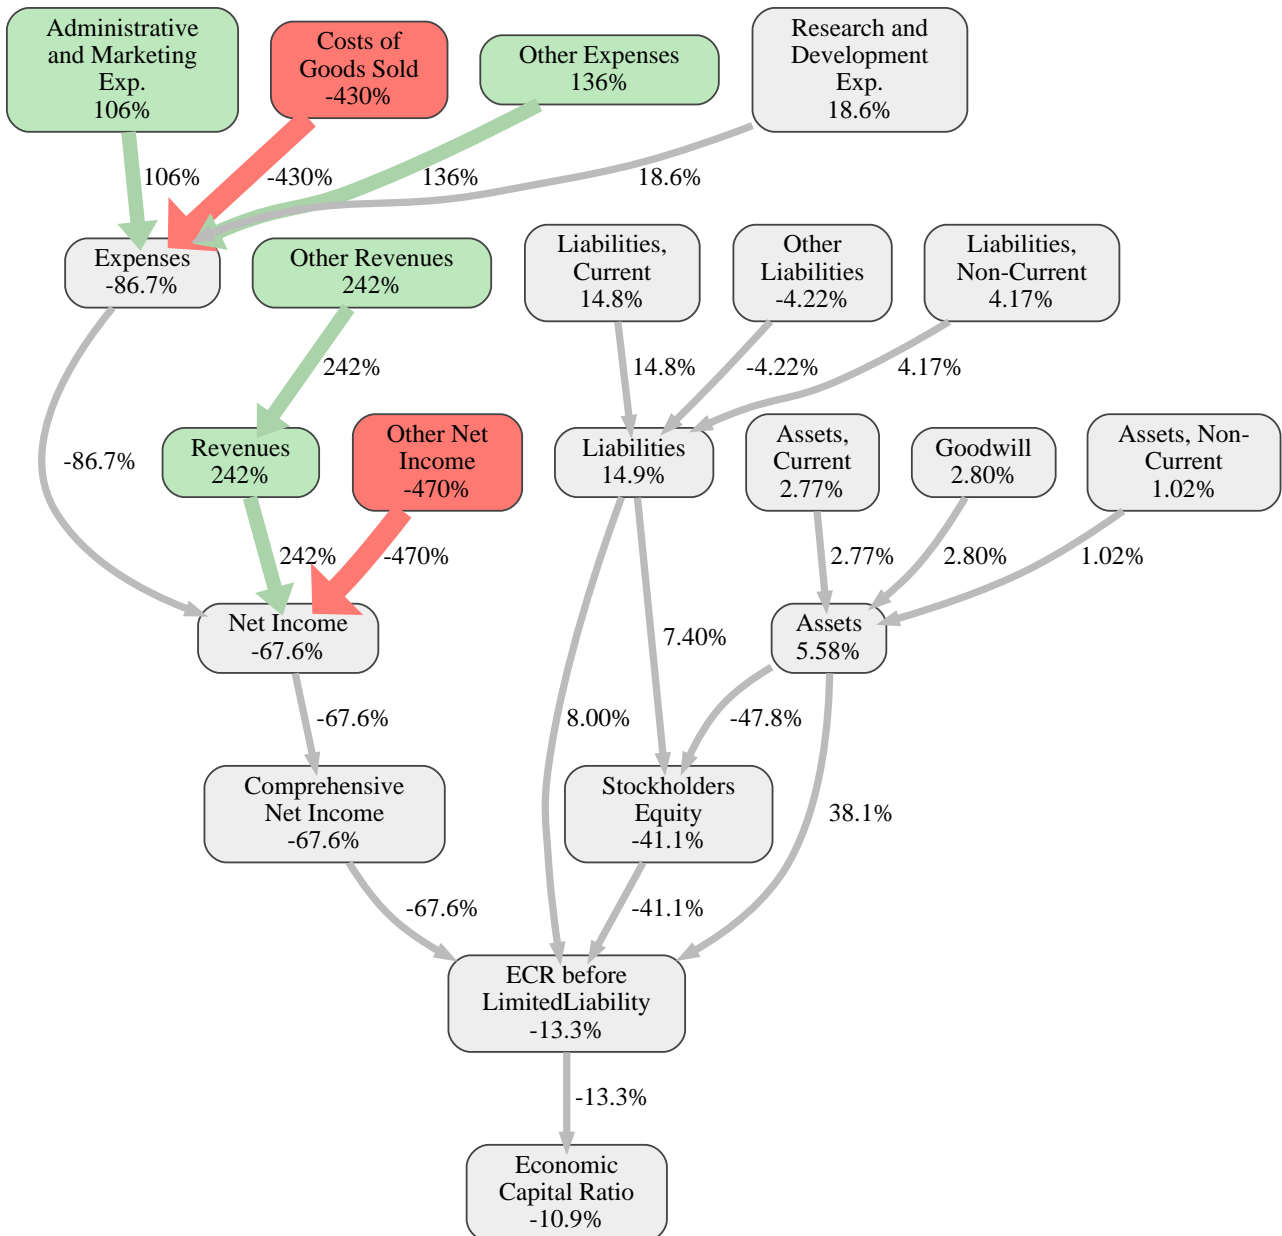 Administrative
and Marketing
Exp.
106%
Costs of
Goods Sold
-430%
Other Expenses
136%
Research and
Development
Exp.
18.6%
106%
-430%
136%
18.6%
Expenses
-86.7%
Other Revenues
242%
Liabilities,
Current
14.8%
Other
Liabilities
-4.22%
Liabilities,
Non-Current
4.17%
242%
14.8%
-4.22%
4.17%
-86.7%
Revenues
242%
Other Net
Income
-470%
Liabilities
14.9%
Assets,
Current
2.77%
Goodwill
2.80%
Assets, Non-
Current
1.02%
242%
-470%
2.77%
2.80%
1.02%
Net Income
-67.6%
7.40%
Assets
5.58%
-67.6%
8.00%
-47.8%
Comprehensive
Net Income
-67.6%
Stockholders
Equity
-41.1%
38.1%
-67.6%
-41.1%
ECR before
LimitedLiability
-13.3%
-13.3%
Economic
Capital Ratio
-10.9%